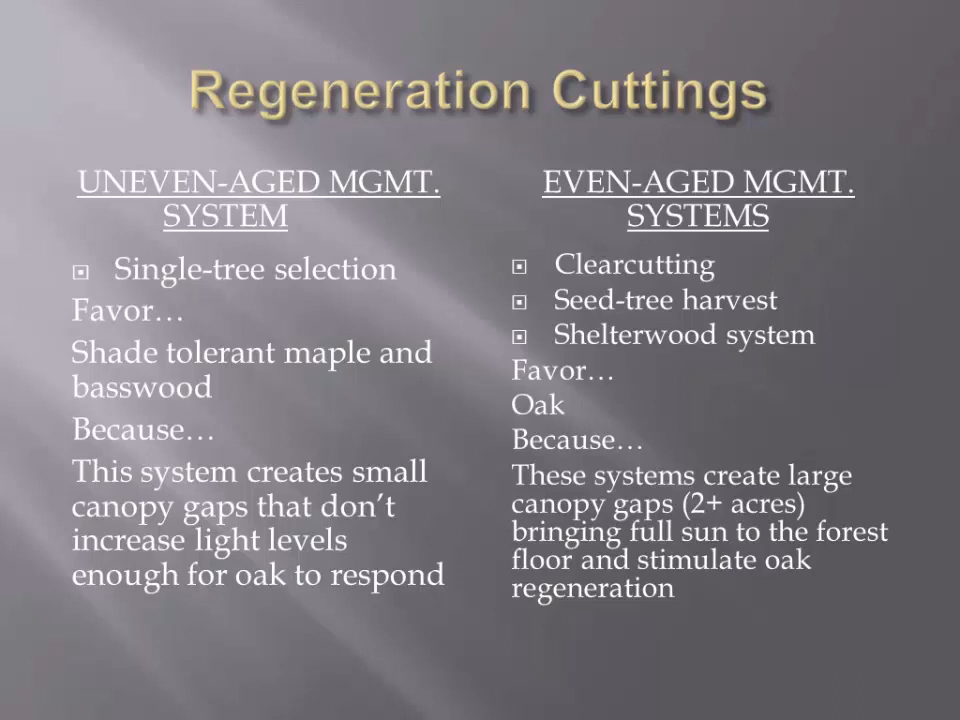 Regeneration Cuttings
UNEVEN-AGED MGMT.
SYSTEM
Single-tree selection
Favor…
Shade tolerant maple and
basswood
Because…
This system creates small
canopy gaps that don’t
increase light levels
enough for oak to respond
EVEN-AGED MGMT.
SYSTEMS
Clearcutting
Seed-tree harvest
Shelterwood system
Favor…
Oak
Because…
These systems create large
canopy gaps (2+ acres)
bringing full sun to the forest
floor and stimulate oak
regeneration